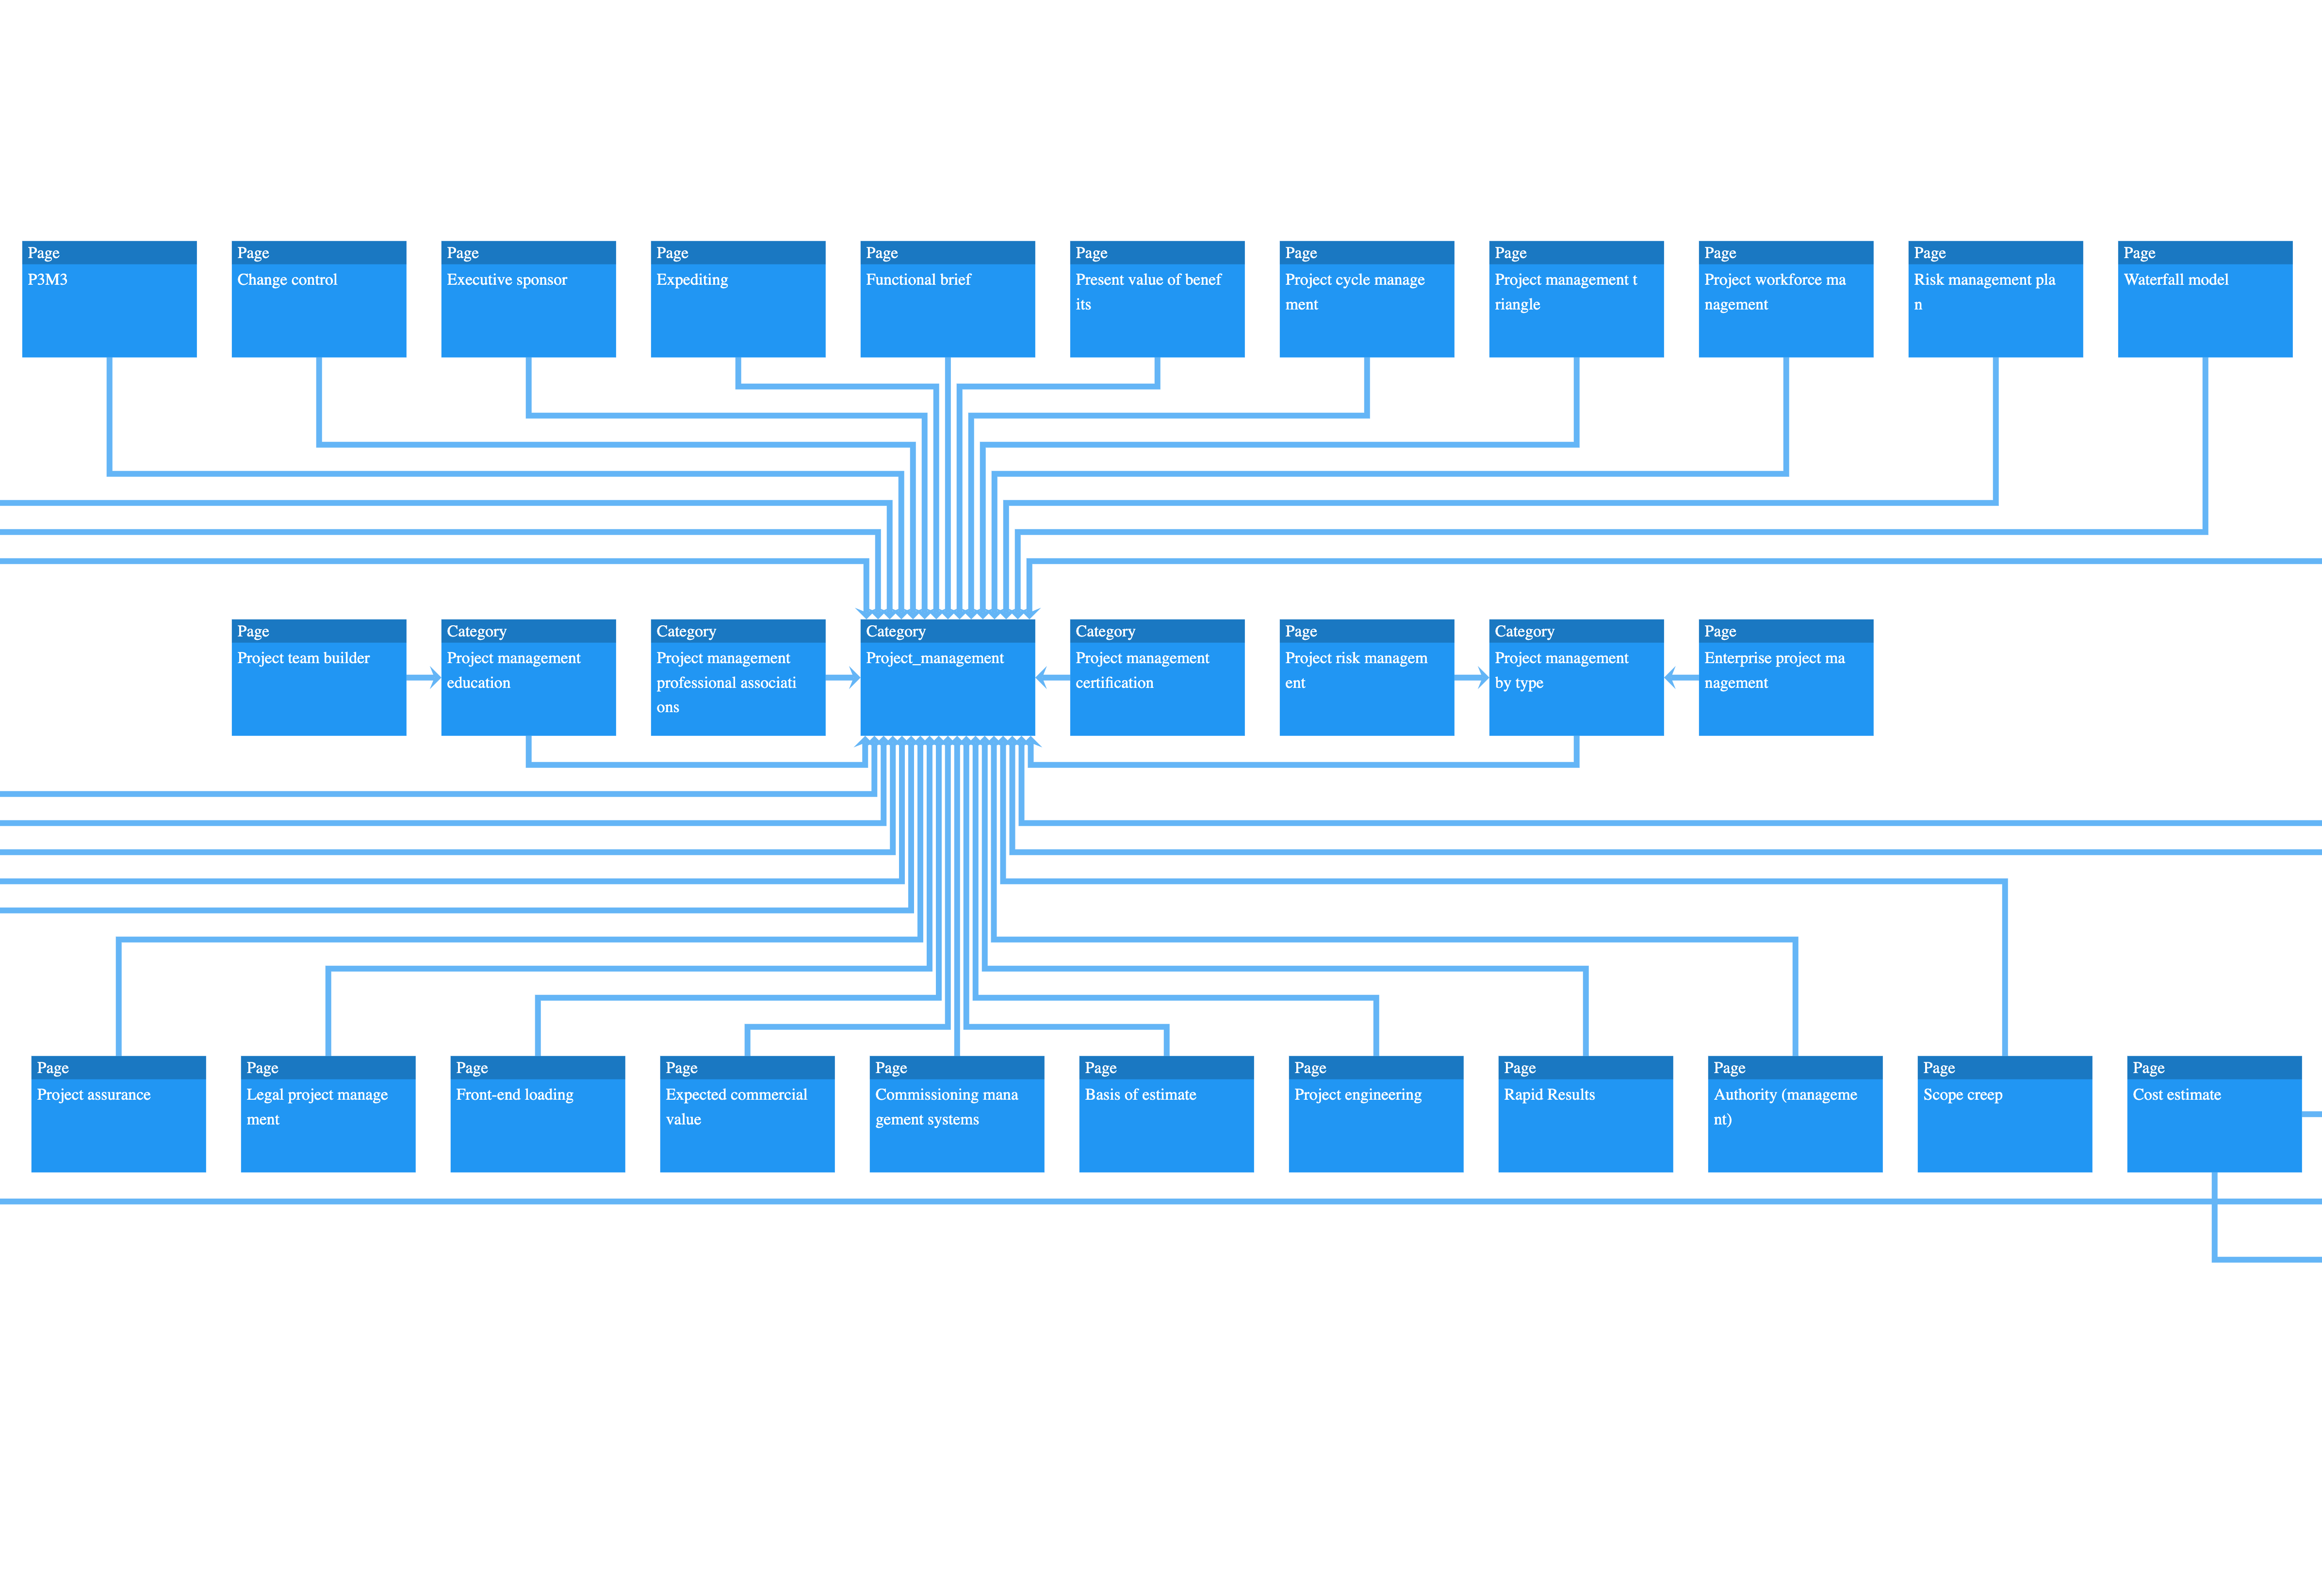 Page
P3M3
Page
Change control
Page
Executive sponsor
Page
Expediting
Page
Functional brief
Page
Present value of benef
its
Page
Project cycle manage
ment
Page
Project management t
riangle
Page
Project workforce ma
nagement
Page
Risk management pla
n
Page
Waterfall model
Page
Project team builder
Category
Project management
education
Category
Project management
professional associati
ons
Category
Project_management
Category
Project management
certification
Page
Project risk managem
ent
Category
Project management
by type
Page
Enterprise project ma
nagement
Page
Project assurance
Page
Legal project manage
ment
Page
Front-end loading
Page
Expected commercial
value
Page
Commissioning mana
gement systems
Page
Basis of estimate
Page
Project engineering
Page
Rapid Results
Page
Authority (manageme
nt)
Page
Scope creep
Page
Cost estimate